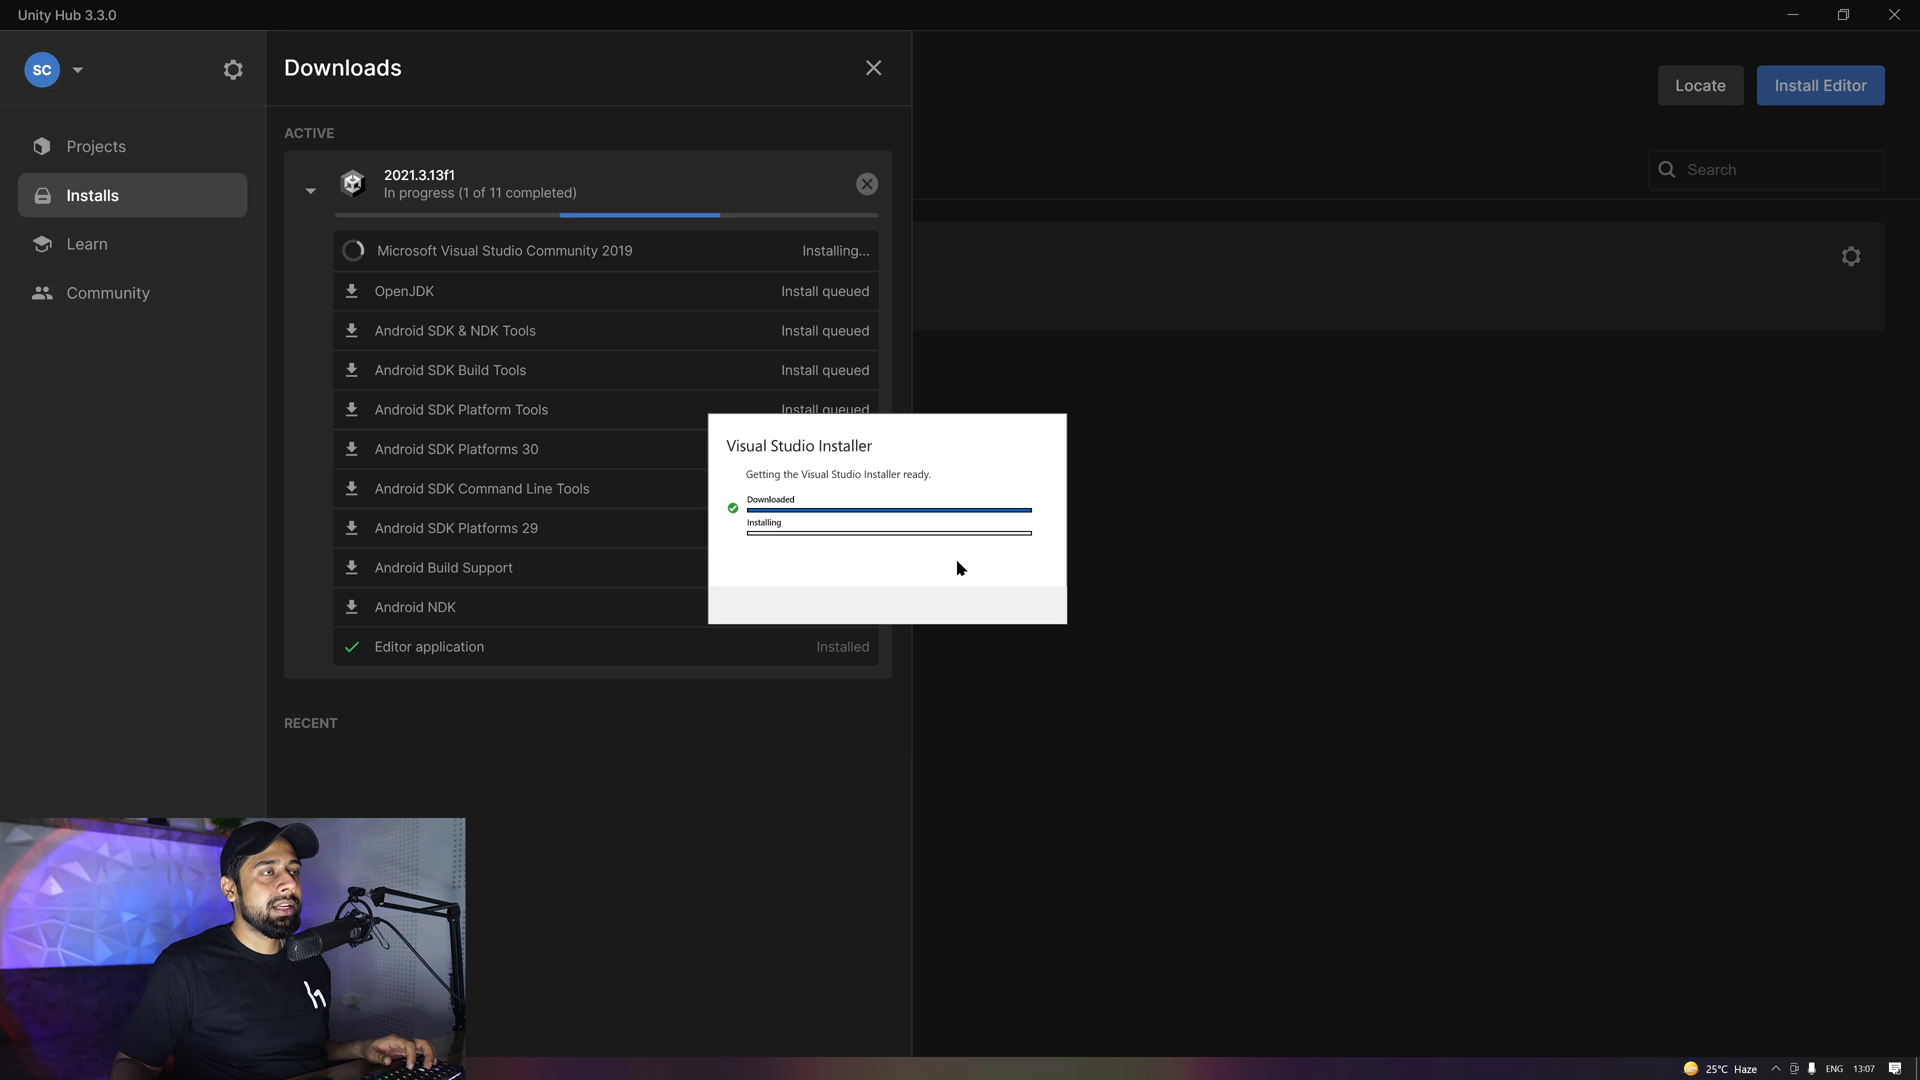 Unity Hub 3.3.0
SC
Downloads
Locate
Install Editor
ACTIVE
Projects
Search
2021.3.13f1
In progress (1 of 11 completed)
Installs
Learn
Microsoft Visual Studio Community 2019 Installing...
OpenJDK Install queued
Community
Android SDK & NDK Tools Install queued
Android SDK Build Tools Install queued
Android SDK Platform Tools Install queued
Android SDK Platforms 30
Android SDK Command Line Tools
Android SDK Platforms 29
Android Build Support
Android NDK
Editor application Installed
Visual Studio Installer
Getting the Visual Studio Installer ready.
Downloaded
Installing
RECENT
25°C Haze
ENG
13:07